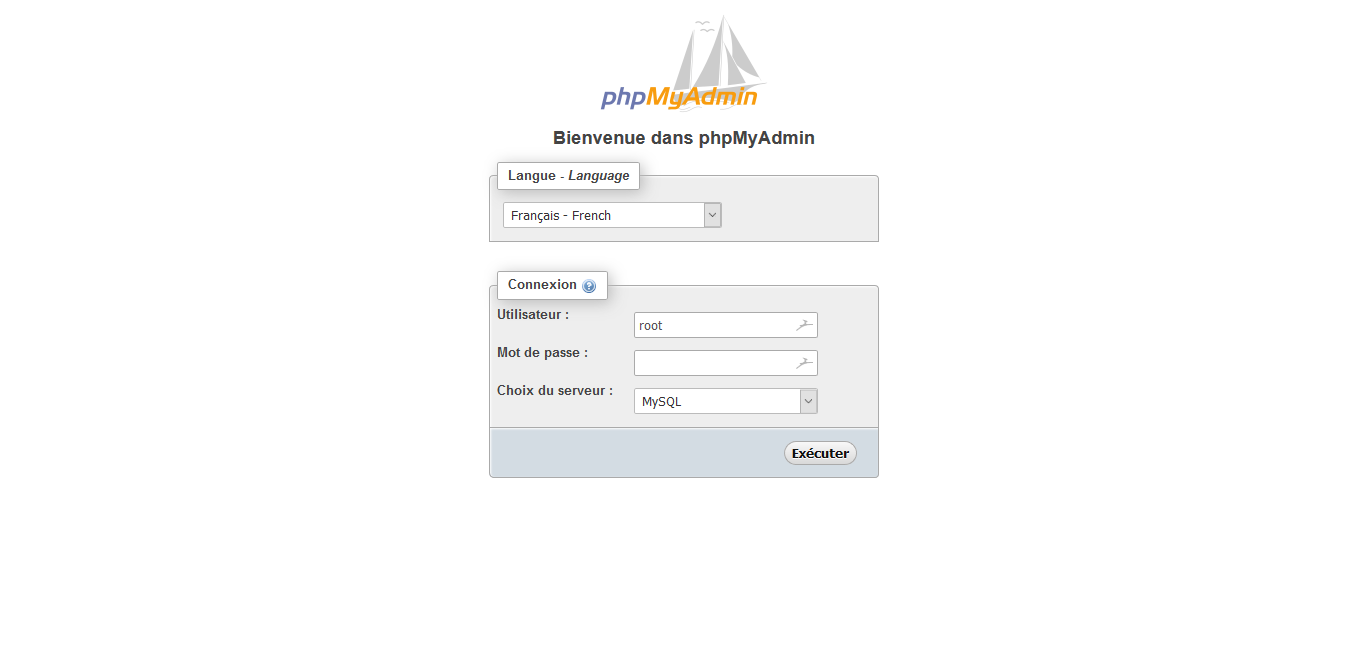 phpMyAdmin
Bienvenue dans phpMyAdmin
Langue - Language
Français - French
Connexion
Utilisateur :
root
Mot de passe :
Choix du serveur :
MySQL
Exécuter